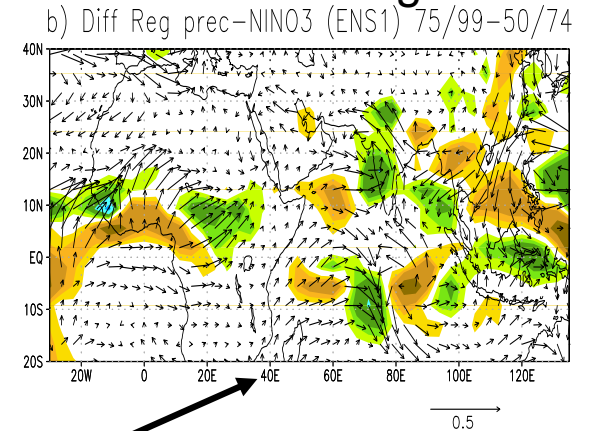 b) Diff Reg prec-NINO3 (ENS1) 75/99-50/74
40N
30N
20N
10N
EQ
10S
20S
20W 0 20E 40E 60E 80E 100E 120E
0.5